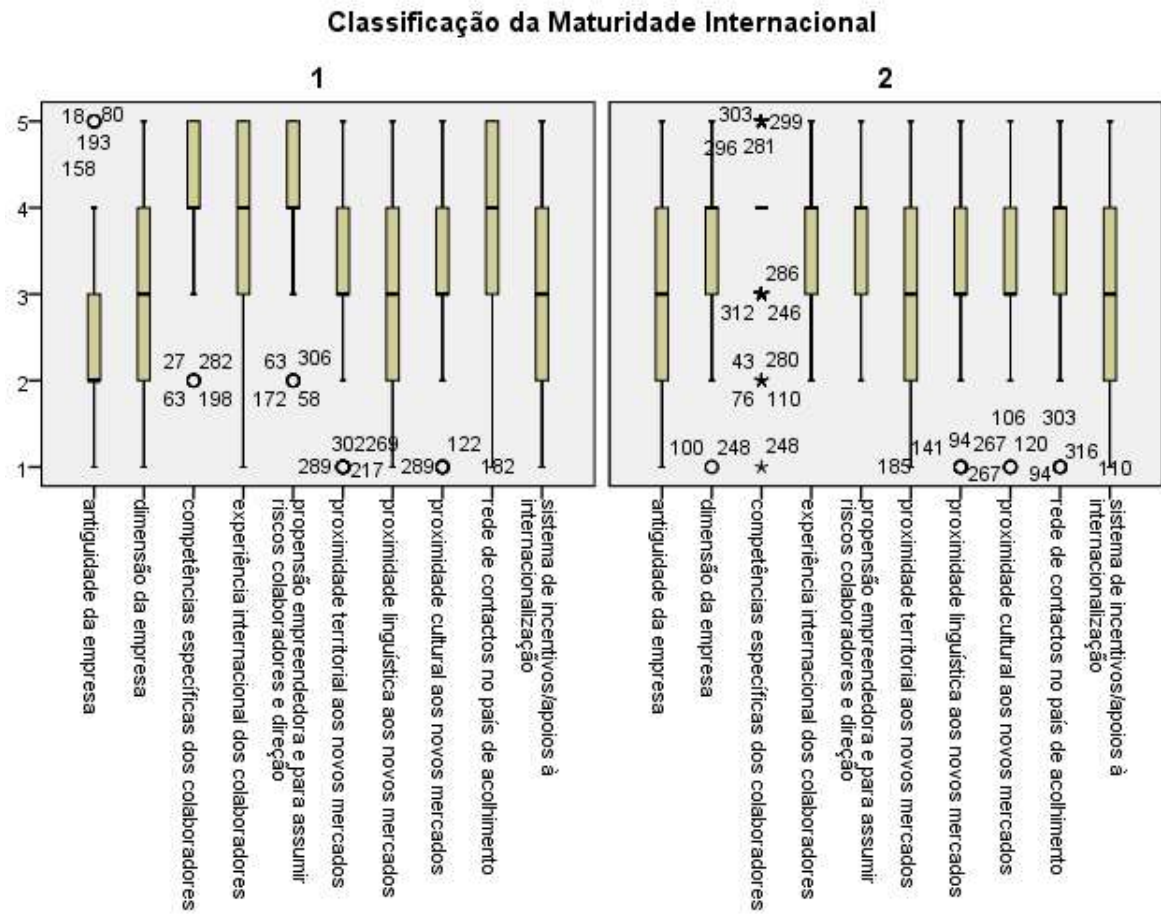 Classificação da Maturidade Internacional
1
2
5
4
3
2
1
18 80
193
158
27 282
63 198
63 306
172 58
302 269
289 217
122
289
182
303 299
296 281
286
312 246
43 280
76 110
100 248
248
185
141 94 267
267
106
120
94
303
316
110
antiguidade da empresa
dimensão da empresa
competências específicas dos colaboradores
experiência internacional dos colaboradores
propensão empreendedora e para assumir
riscos colaboradores e direção
proximidade territorial aos novos mercados
proximidade linguística aos novos mercados
proximidade cultural aos novos mercados
rede de contactos no país de acolhimento
sistema de incentivos/apoios à
internacionalização
antiguidade da empresa
dimensão da empresa
competências específicas dos colaboradores
experiência internacional dos colaboradores
propensão empreendedora e para assumir
riscos colaboradores e direção
proximidade territorial aos novos mercados
proximidade linguística aos novos mercados
proximidade cultural aos novos mercados
rede de contactos no país de acolhimento
sistema de incentivos/apoios à
internacionalização